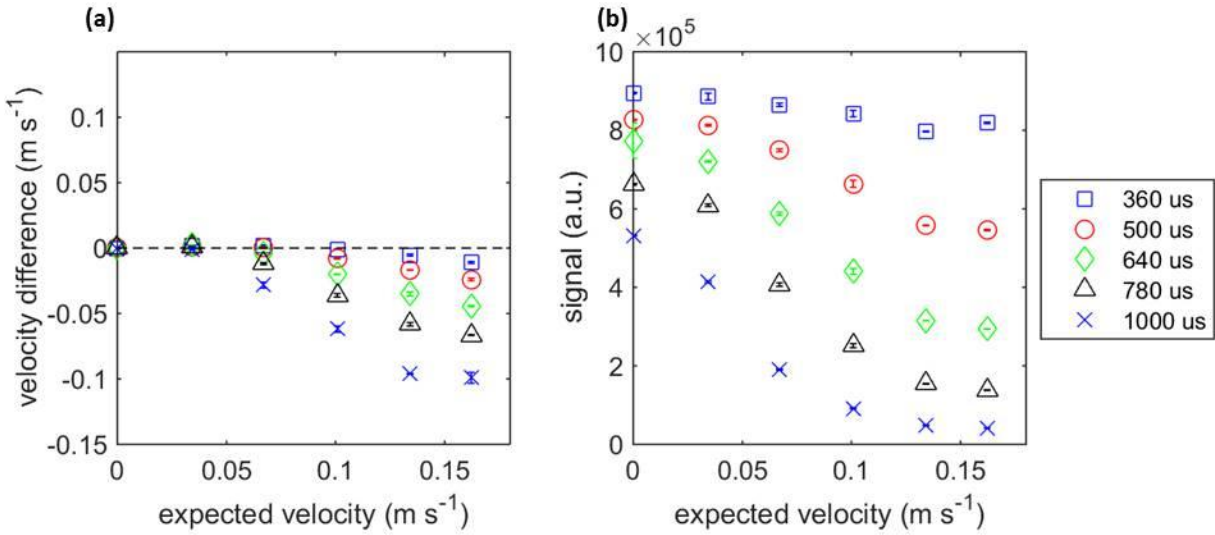 (a)
velocity difference (m s⁻¹)
0.1
0.05
0
-0.05
-0.1
-0.15
0
0.05
0.1
0.15
expected velocity (m s⁻¹)
(b)
×10⁵
signal (a.u.)
10
8
6
4
2
0
0
0.05
0.1
0.15
expected velocity (m s⁻¹)
360 us
500 us
640 us
780 us
1000 us